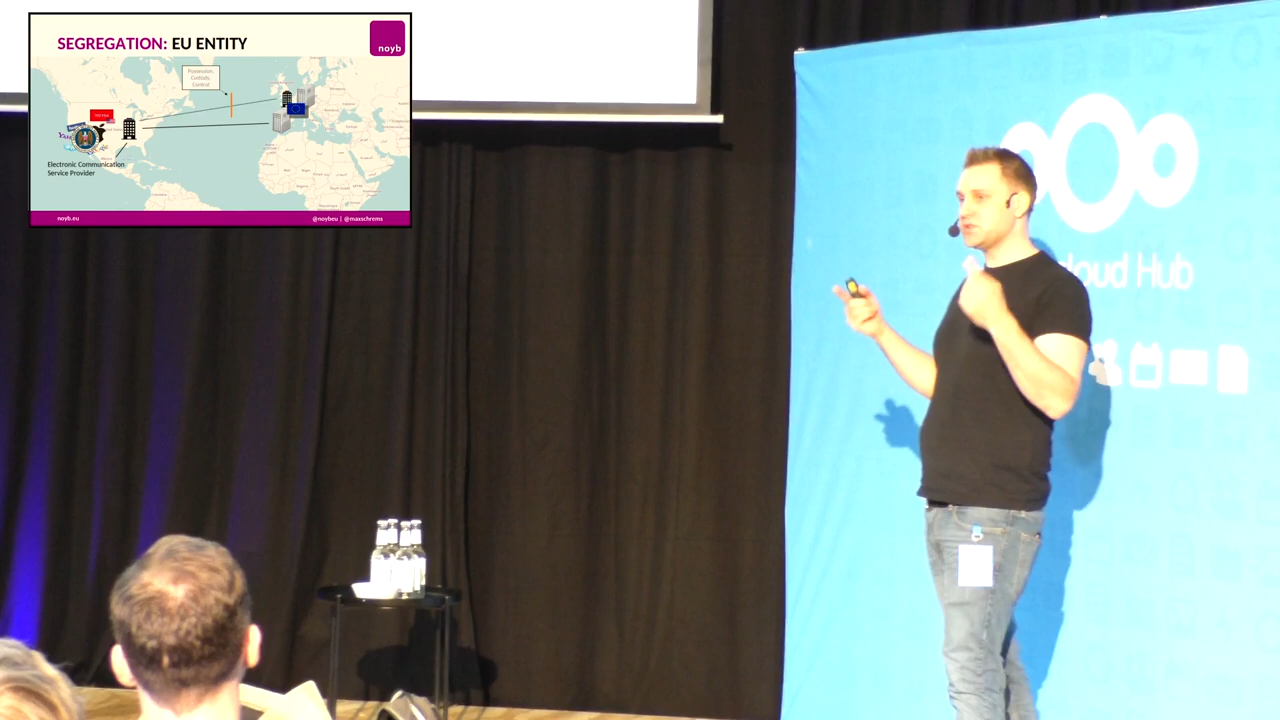 SEGREGATION: EU ENTITY
noyb
Possession,
Custody,
Control
Electronic Communication
Service Provider
noyb.eu
@noybeu | @maxschrems
loud Hub